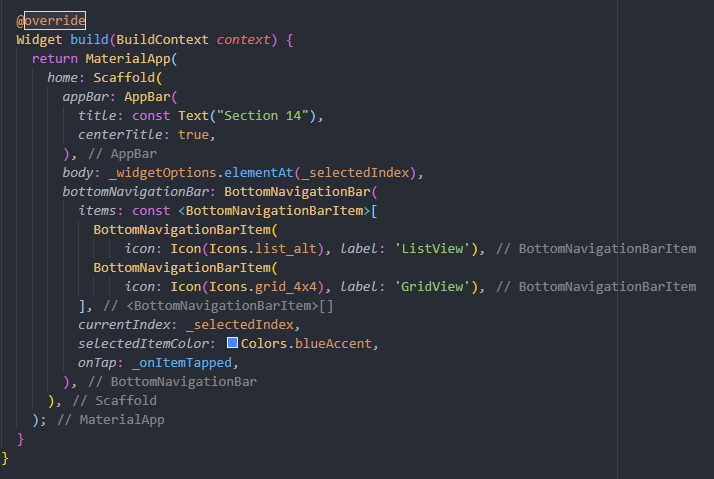 @override
Widget build(BuildContext context) {
return MaterialApp(
home: Scaffold(
appBar: AppBar(
title: const Text("Section 14"),
centerTitle: true,
), // AppBar
body: _widgetOptions.elementAt(_selectedIndex),
bottomNavigationBar: BottomNavigationBar(
items: const <BottomNavigationBarItem>[
BottomNavigationBarItem(
icon: Icon(Icons.list_alt), label: 'ListView'), // BottomNavigationBarItem
BottomNavigationBarItem(
icon: Icon(Icons.grid_4x4), label: 'GridView'), // BottomNavigationBarItem
], // <BottomNavigationBarItem>[]
currentIndex: _selectedIndex,
selectedItemColor: Colors.blueAccent,
onTap: _onItemTapped,
), // BottomNavigationBar
), // Scaffold
); // MaterialApp
}
}